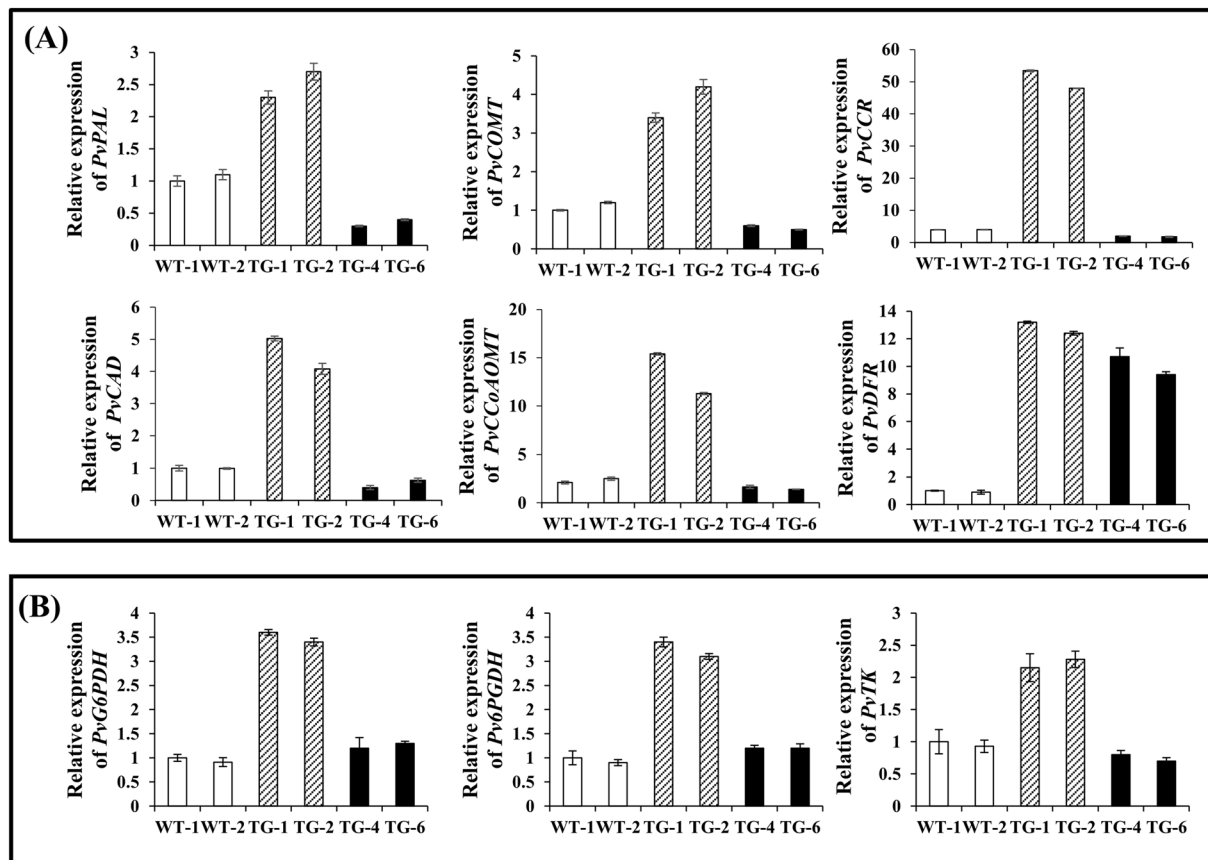 (A)
Relative expression
of PvPAL
3
2.5
2
1.5
1
0.5
0
WT-1 WT-2 TG-1 TG-2 TG-4 TG-6
Relative expression
of PvCOMT
5
4
3
2
1
0
WT-1 WT-2 TG-1 TG-2 TG-4 TG-6
Relative expression
of PvCCR
60
50
40
30
20
10
0
WT-1 WT-2 TG-1 TG-2 TG-4 TG-6
Relative expression
of PvCAD
6
5
4
3
2
1
0
WT-1 WT-2 TG-1 TG-2 TG-4 TG-6
Relative expression
of PvCCoAOMT
20
15
10
5
0
WT-1 WT-2 TG-1 TG-2 TG-4 TG-6
Relative expression
of PvDFR
14
12
10
8
6
4
2
0
WT-1 WT-2 TG-1 TG-2 TG-4 TG-6
(B)
Relative expression
of PvG6PDH
4
3.5
3
2.5
2
1.5
1
0.5
0
WT-1 WT-2 TG-1 TG-2 TG-4 TG-6
Relative expression
of Pv6PGDH
4
3.5
3
2.5
2
1.5
1
0.5
0
WT-1 WT-2 TG-1 TG-2 TG-4 TG-6
Relative expression
of PvTK
3
2.5
2
1.5
1
0.5
0
WT-1 WT-2 TG-1 TG-2 TG-4 TG-6